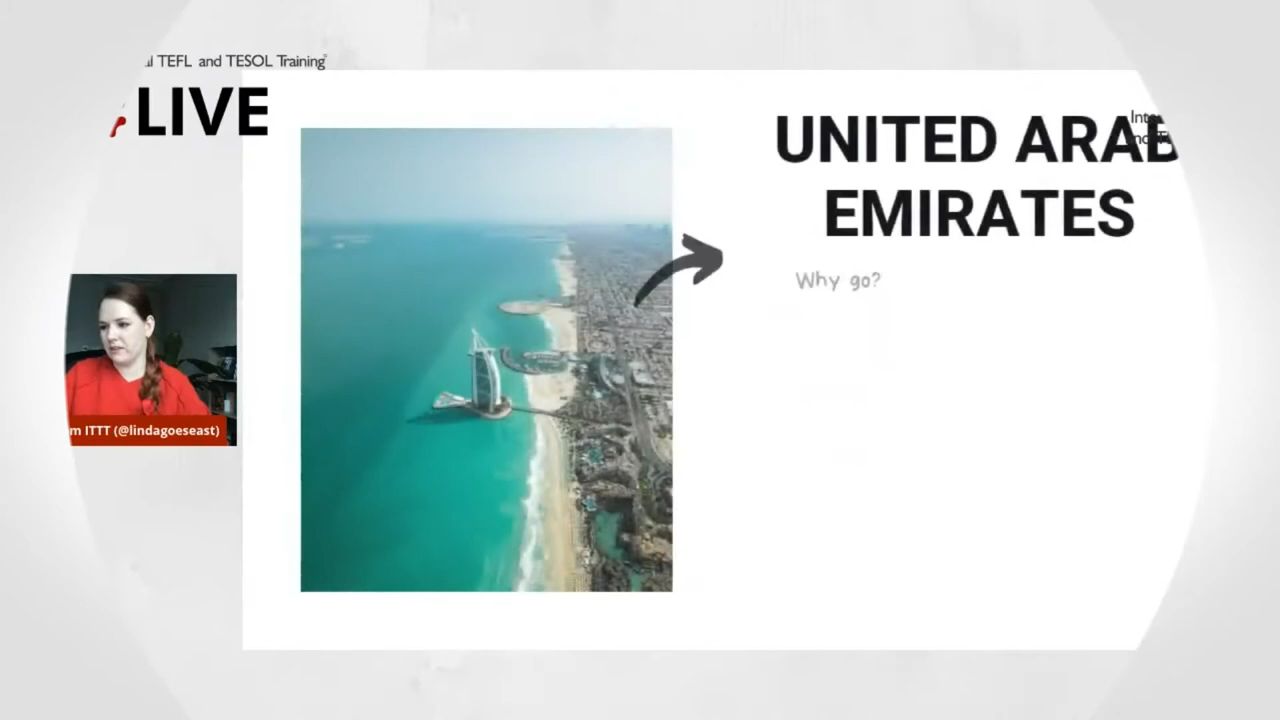 TEFL and TESOL Training
LIVE
UNITED ARAB
EMIRATES
Why go?
m ITTT (@lindagoeseast)